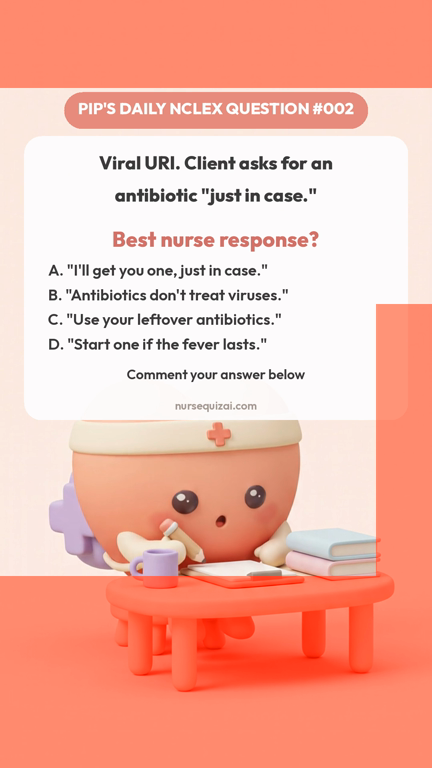 PIP'S DAILY NCLEX QUESTION #002
Viral URI. Client asks for an
antibiotic "just in case."
Best nurse response?
A. "I'll get you one, just in case."
B. "Antibiotics don't treat viruses."
C. "Use your leftover antibiotics."
D. "Start one if the fever lasts."
Comment your answer below
nursequizai.com